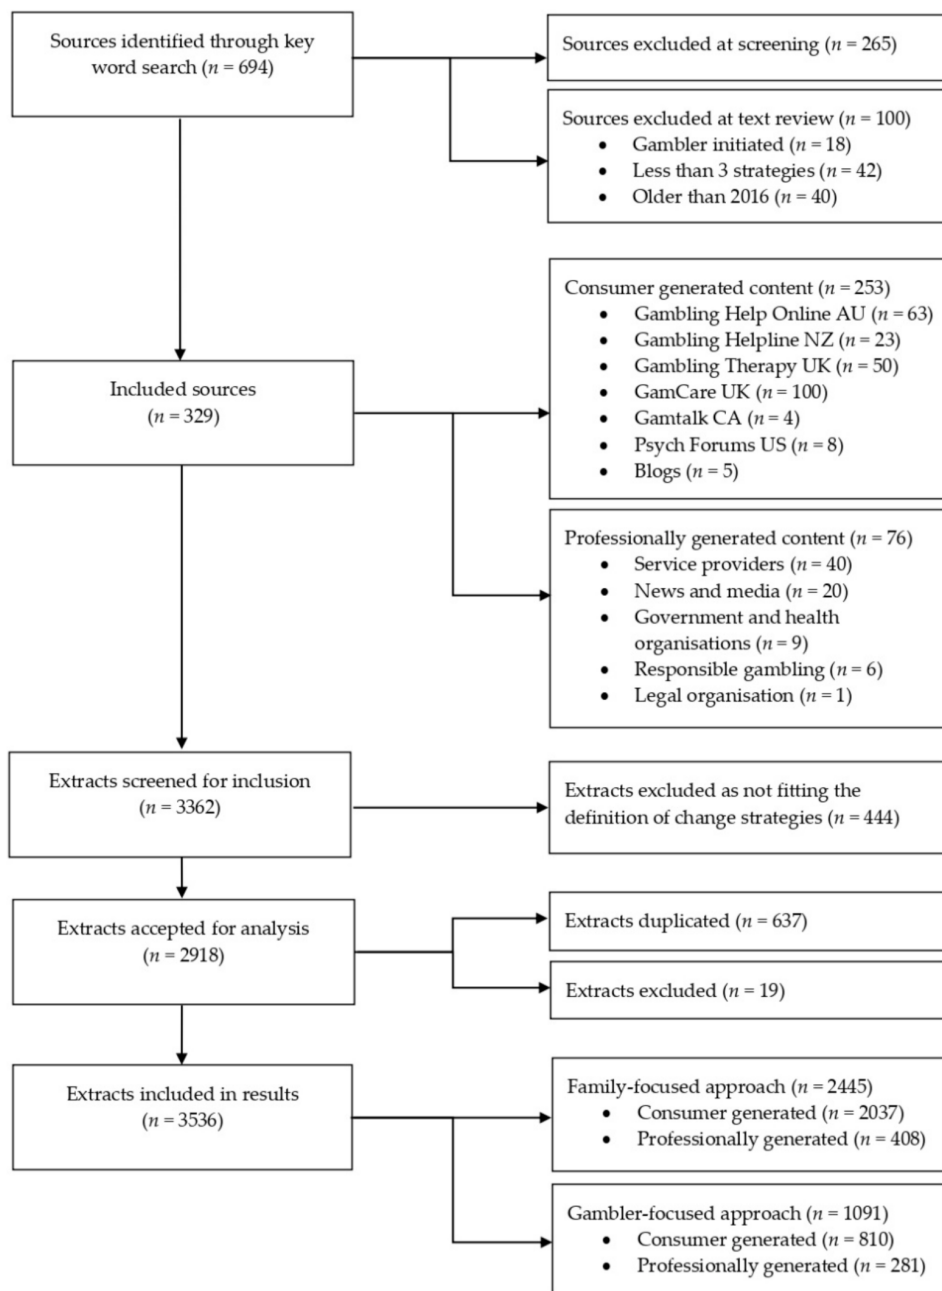 Sources identified through key
word search (n = 694)
Sources excluded at screening (n = 265)
Sources excluded at text review (n = 100)
• Gambler initiated (n = 18)
• Less than 3 strategies (n = 42)
• Older than 2016 (n = 40)
Included sources
(n = 329)
Consumer generated content (n = 253)
• Gambling Help Online AU (n = 63)
• Gambling Helpline NZ (n = 23)
• Gambling Therapy UK (n = 50)
• GamCare UK (n = 100)
• Gamtalk CA (n = 4)
• Psych Forums US (n = 8)
• Blogs (n = 5)
Professionally generated content (n = 76)
• Service providers (n = 40)
• News and media (n = 20)
• Government and health
organisations (n = 9)
• Responsible gambling (n = 6)
• Legal organisation (n = 1)
Extracts screened for inclusion
(n = 3362)
Extracts excluded as not fitting the
definition of change strategies (n = 444)
Extracts accepted for analysis
(n = 2918)
Extracts duplicated (n = 637)
Extracts excluded (n = 19)
Extracts included in results
(n = 3536)
Family-focused approach (n = 2445)
• Consumer generated (n = 2037)
• Professionally generated (n = 408)
Gambler-focused approach (n = 1091)
• Consumer generated (n = 810)
• Professionally generated (n = 281)